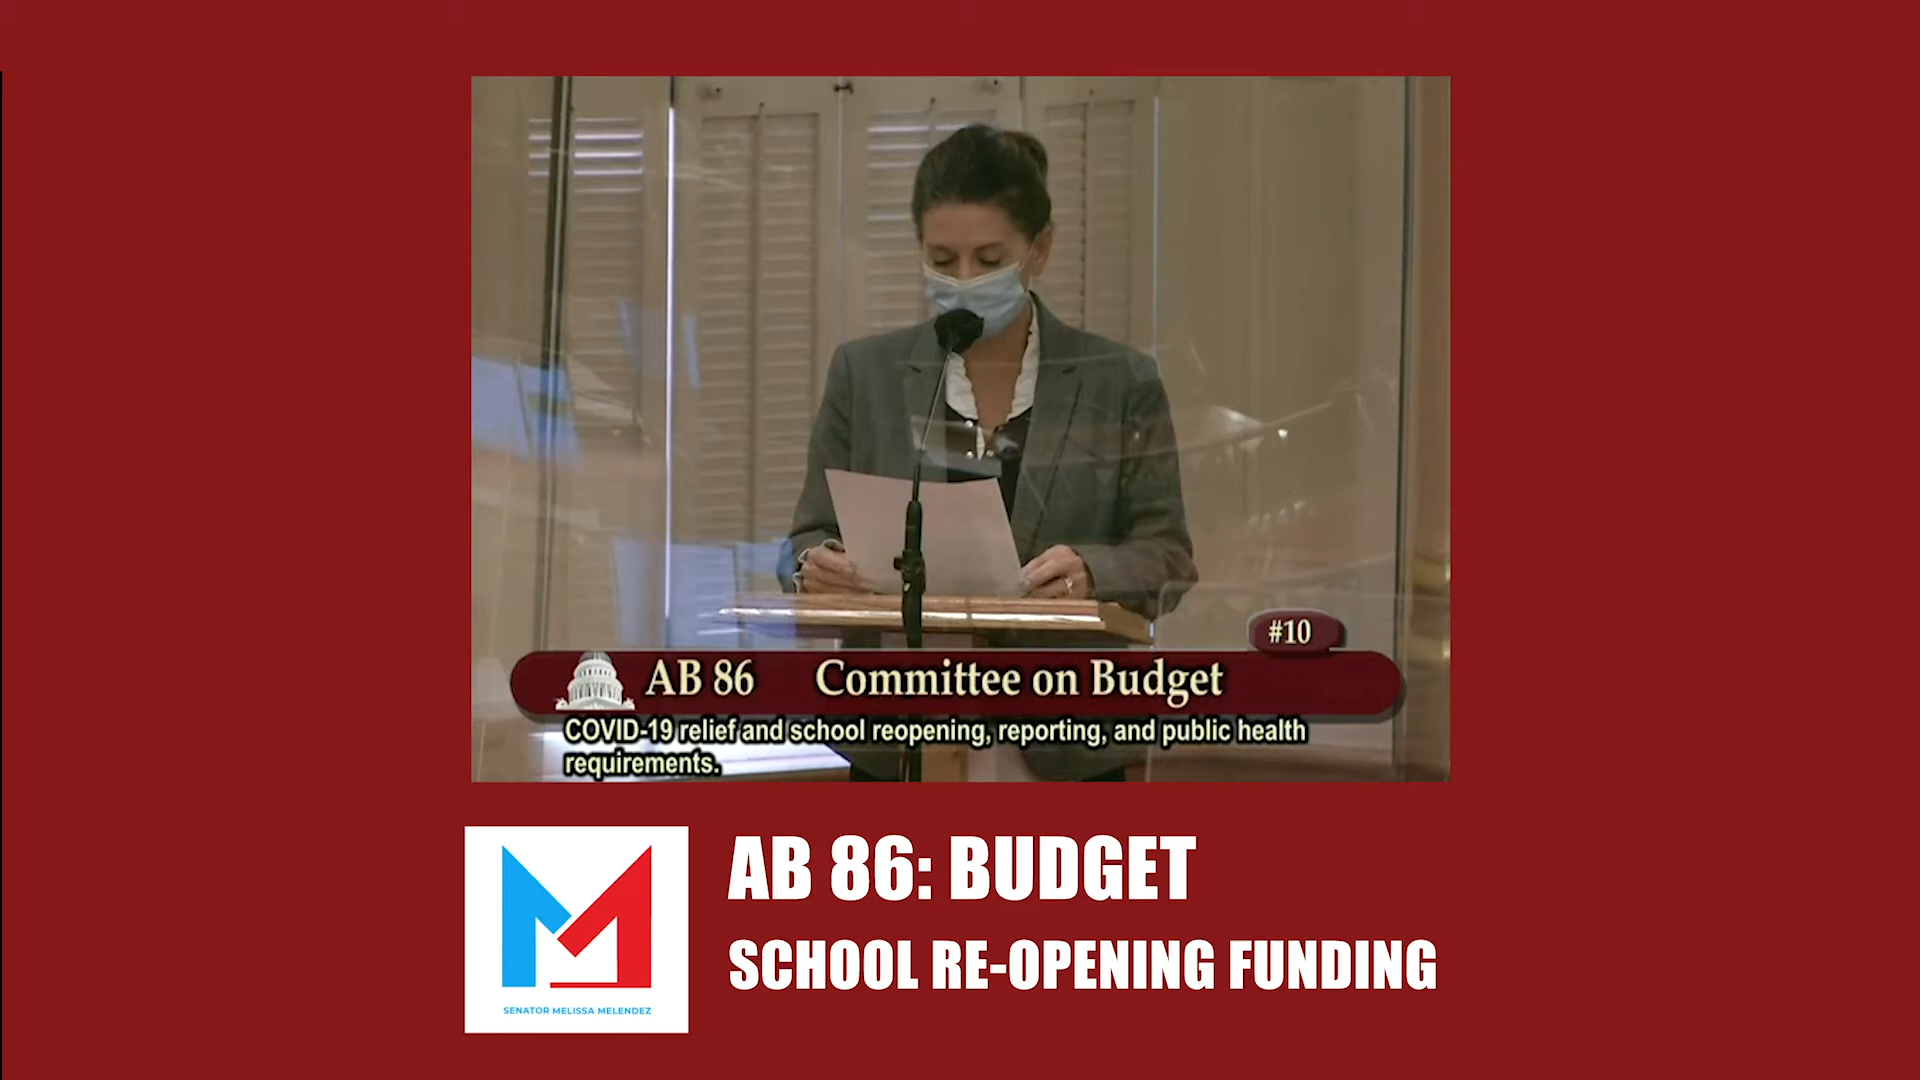 #10
AB 86 Committee on Budget
COVID-19 relief and school reopening, reporting, and public health
requirements.
AB 86: BUDGET
SCHOOL RE-OPENING FUNDING
SENATOR MELISSA MELENDEZ